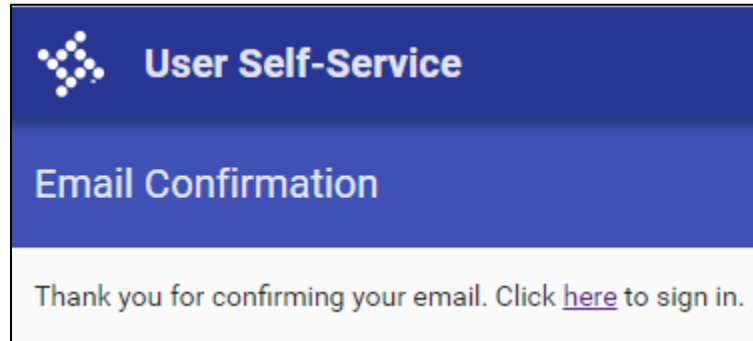 User Self-Service
Email Confirmation
Thank you for confirming your email. Click here to sign in.